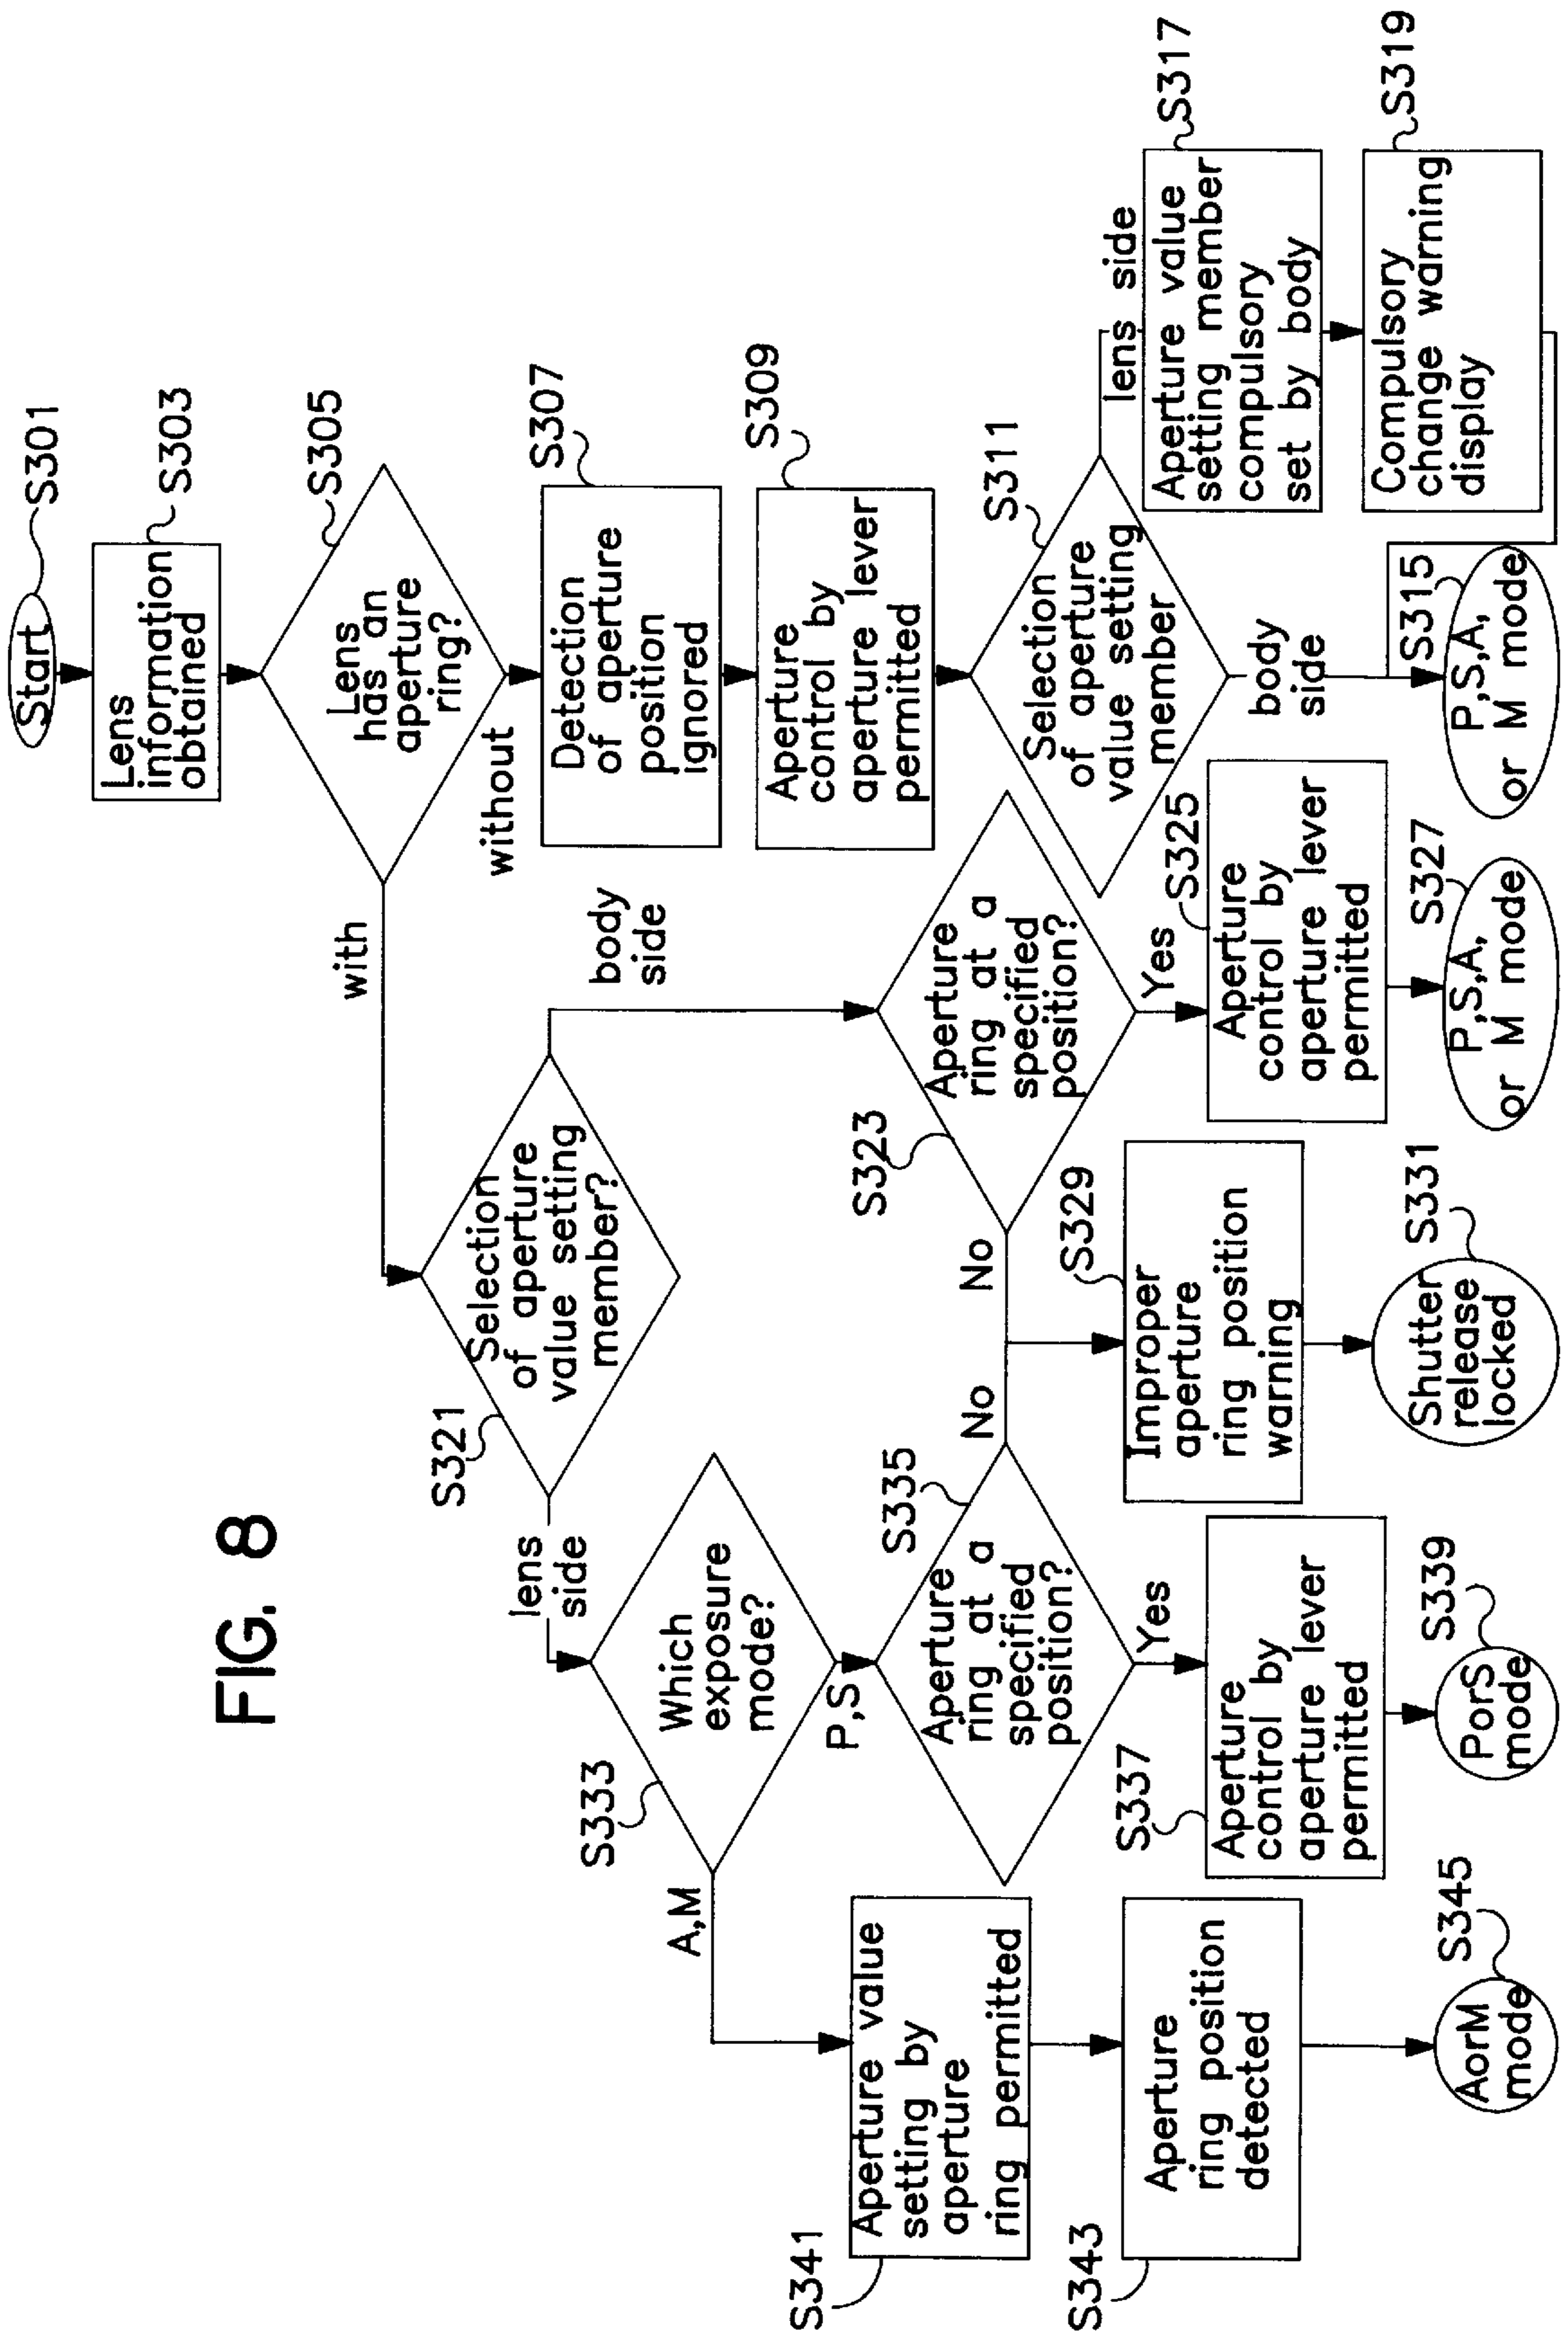 FIG. 8
Start
S301
Lens
information
obtained
S303
Lens
has an
aperture
ring?
S305
with
without
Detection
of aperture
position
ignored
S307
Aperture
control by
aperture lever
permitted
S309
Selection
of aperture
value setting
member
S311
lens side
body
side
Aperture value
setting member
compulsory
set by body
S317
Compulsory
change warning
display
S319
S315
P,S,A,
or M mode
S321
Selection
of aperture
value setting
member?
body
side
lens
side
S323
Aperture
ring at a
specified
position?
Yes
No
S325
Aperture
control by
aperture lever
permitted
S327
P,S,A,
or M mode
S329
Improper
aperture
ring position
warning
S331
Shutter
release
locked
S333
Which
exposure
mode?
A,M
P,S
S335
Aperture
ring at a
specified
position?
No
Yes
S337
Aperture
control by
aperture lever
permitted
S339
PorS
mode
S341
Aperture value
setting by
aperture
ring permitted
S343
Aperture
ring position
detected
S345
AorM
mode